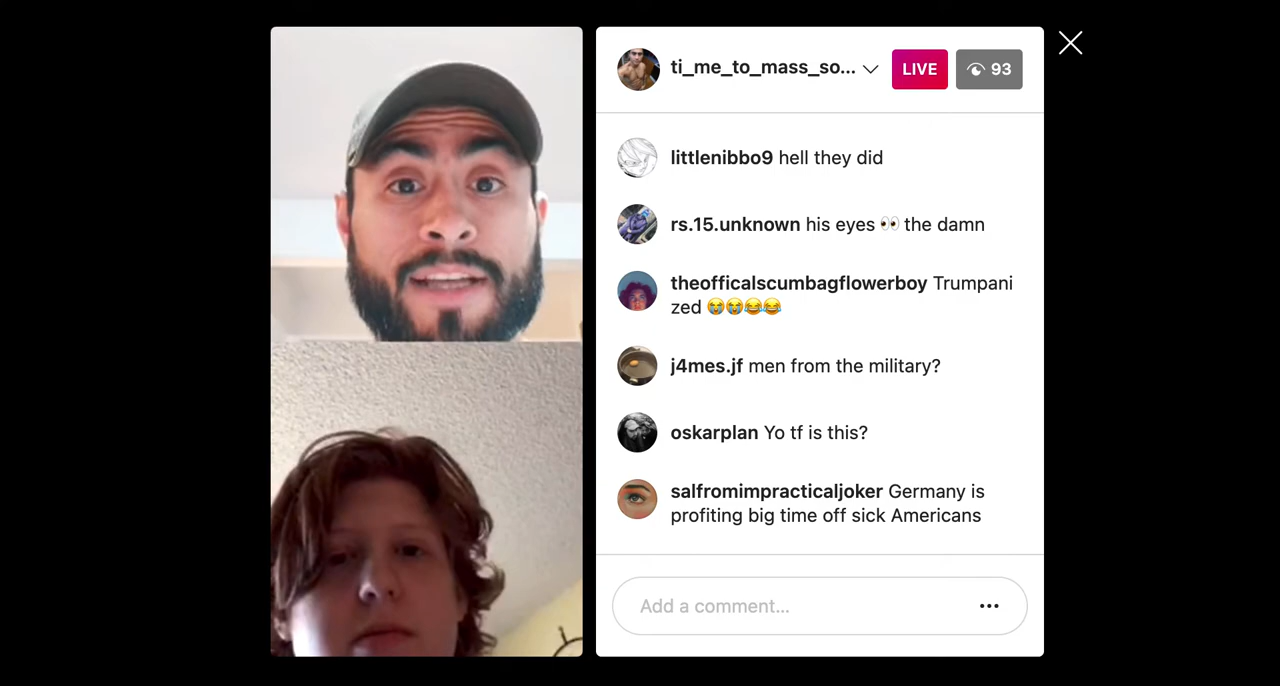 ti_me_to_mass_so...
LIVE
93
littlenibbo9 hell they did
rs.15.unknown his eyes 👀 the damn
theofficalscumbagflowerboy Trumpani
zed 😭😭😂😂
j4mes.jf men from the military?
oskarplan Yo tf is this?
salfromimpracticaljoker Germany is
profiting big time off sick Americans
Add a comment...